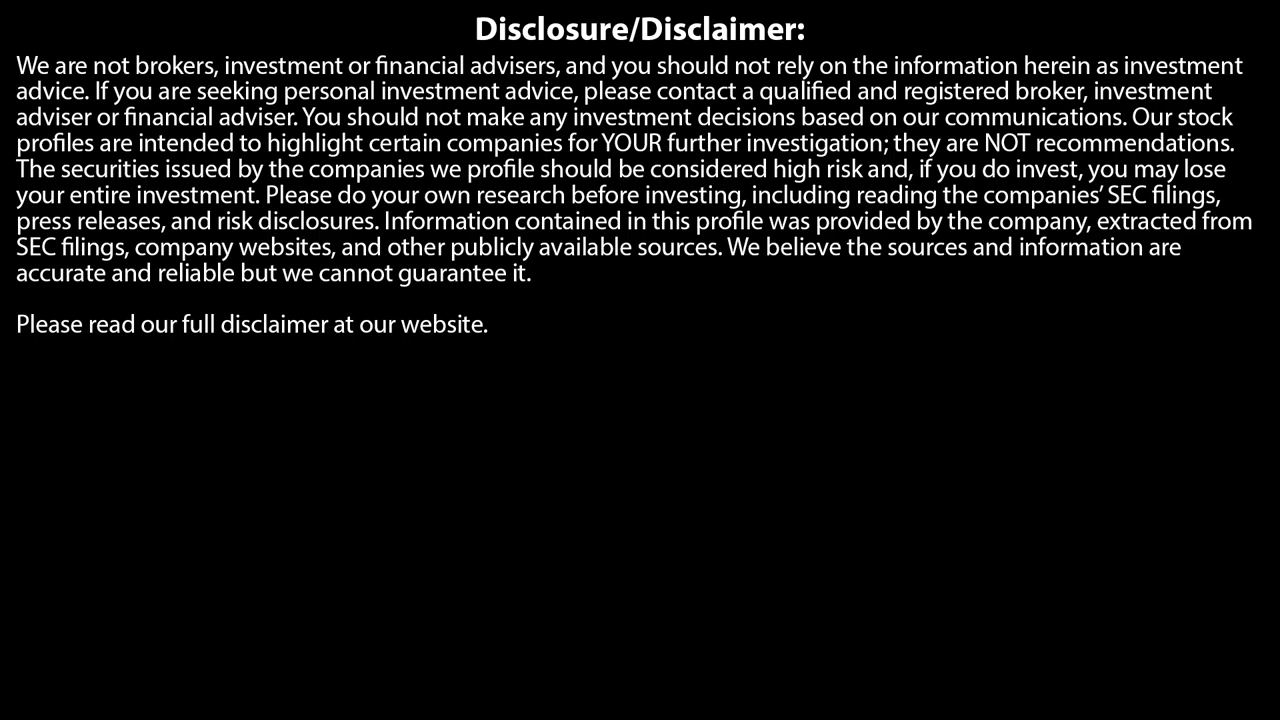 Disclosure/Disclaimer:
We are not brokers, investment or financial advisers, and you should not rely on the information herein as investment
advice. If you are seeking personal investment advice, please contact a qualified and registered broker, investment
adviser or financial adviser. You should not make any investment decisions based on our communications. Our stock
profiles are intended to highlight certain companies for YOUR further investigation; they are NOT recommendations.
The securities issued by the companies we profile should be considered high risk and, if you do invest, you may lose
your entire investment. Please do your own research before investing, including reading the companies’ SEC filings,
press releases, and risk disclosures. Information contained in this profile was provided by the company, extracted from
SEC filings, company websites, and other publicly available sources. We believe the sources and information are
accurate and reliable but we cannot guarantee it.
Please read our full disclaimer at our website.